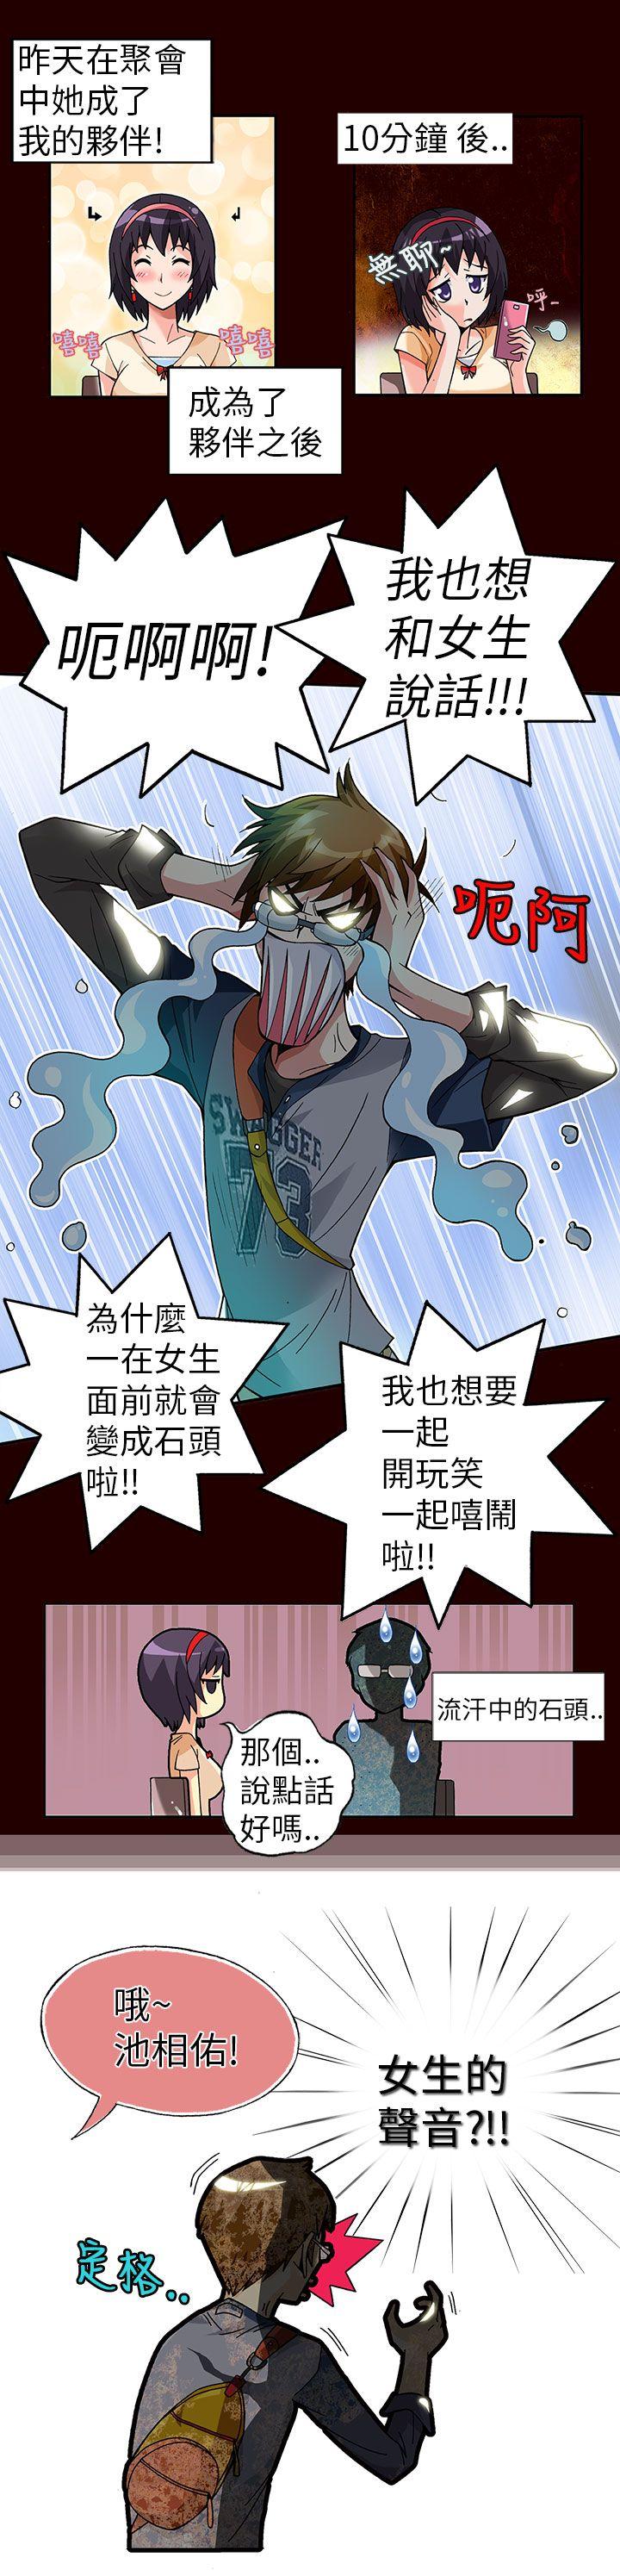 昨天在聚會
中她成了
我的夥伴!
嘻嘻
嘻嘻
成為了
夥伴之後
10分鐘 後..
無聊~
呼~
呃啊啊!
我也想
和女生
說話!!!
呃阿
SWAGGER
73
為什麼
一在女生
面前就會
變成石頭
啦!!
我也想要
一起
開玩笑
一起嘻鬧
啦!!
流汗中的石頭..
那個..
說點話
好嗎..
哦~
池相佑!
女生的
聲音?!!
定格..